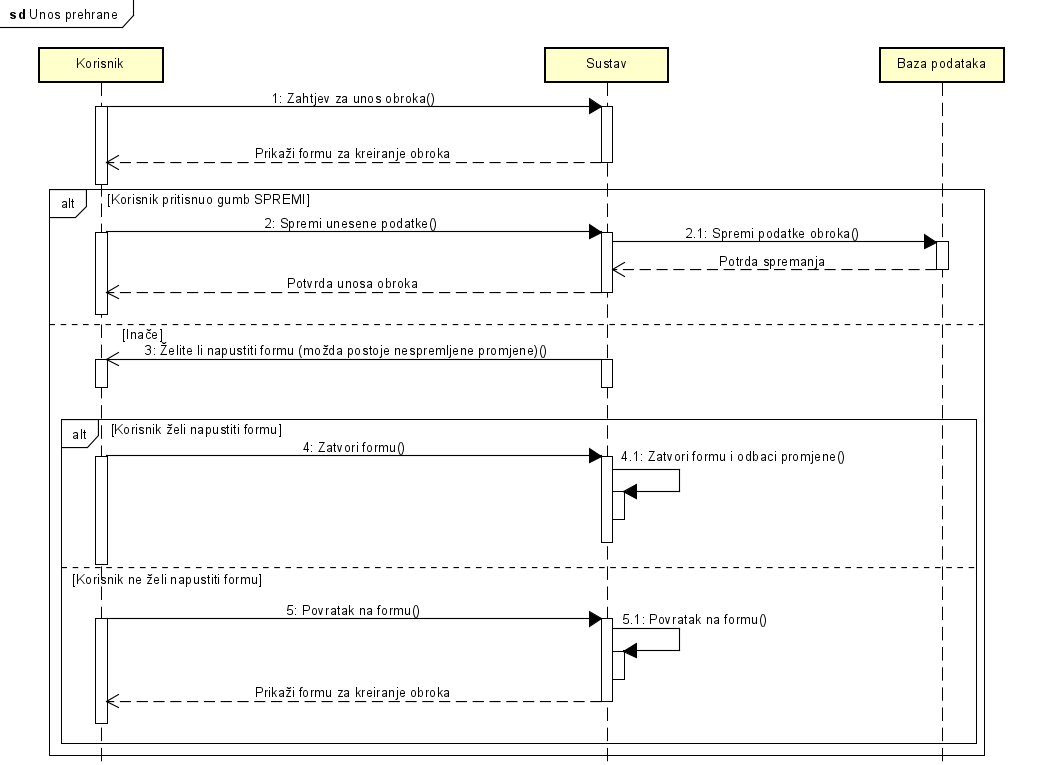 sd Unos prehrane
Korisnik
Sustav
Baza podataka
1: Zahtjev za unos obroka()
Prikaži formu za kreiranje obroka
alt
[Korisnik pritisnuo gumb SPREMI]
2: Spremi unesene podatke()
2.1: Spremi podatke obroka()
Potrda spremanja
Potvrda unosa obroka
[Inače]
3: Želite li napustiti formu (možda postoje nespremljene promjene)()
alt
[Korisnik želi napustiti formu]
4: Zatvori formu()
4.1: Zatvori formu i odbaci promjene()
[Korisnik ne želi napustiti formu]
5: Povratak na formu()
5.1: Povratak na formu()
Prikaži formu za kreiranje obroka